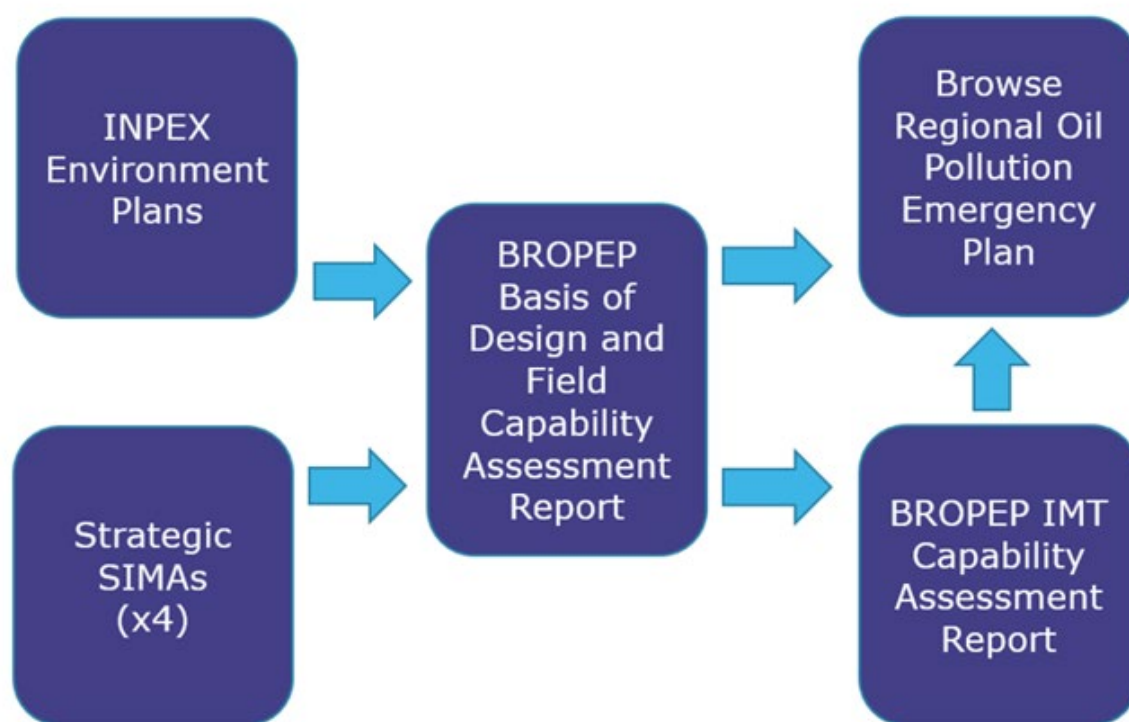 INPEX
Environment
Plans
Strategic
SIMAs
(x4)
BROPEP
Basis of
Design and
Field
Capability
Assessment
Report
Browse
Regional Oil
Pollution
Emergency
Plan
BROPEP IMT
Capability
Assessment
Report